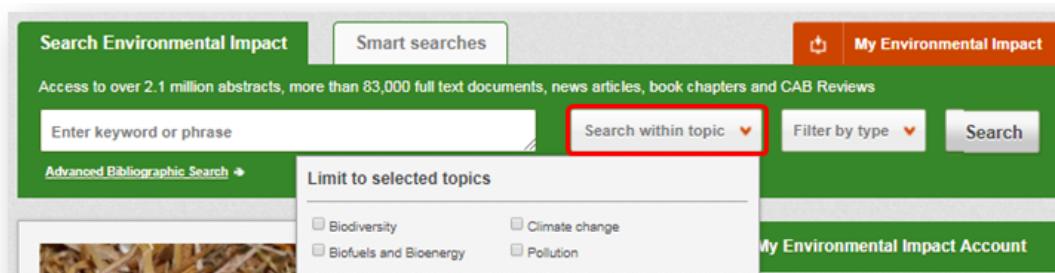 Search Environmental Impact
Smart searches
My Environmental Impact
Access to over 2.1 million abstracts, more than 83,000 full text documents, news articles, book chapters and CAB Reviews
Enter keyword or phrase
Search within topic
Filter by type
Search
Advanced Bibliographic Search
Limit to selected topics
Biodiversity
Climate change
Biofuels and Bioenergy
Pollution
My Environmental Impact Account